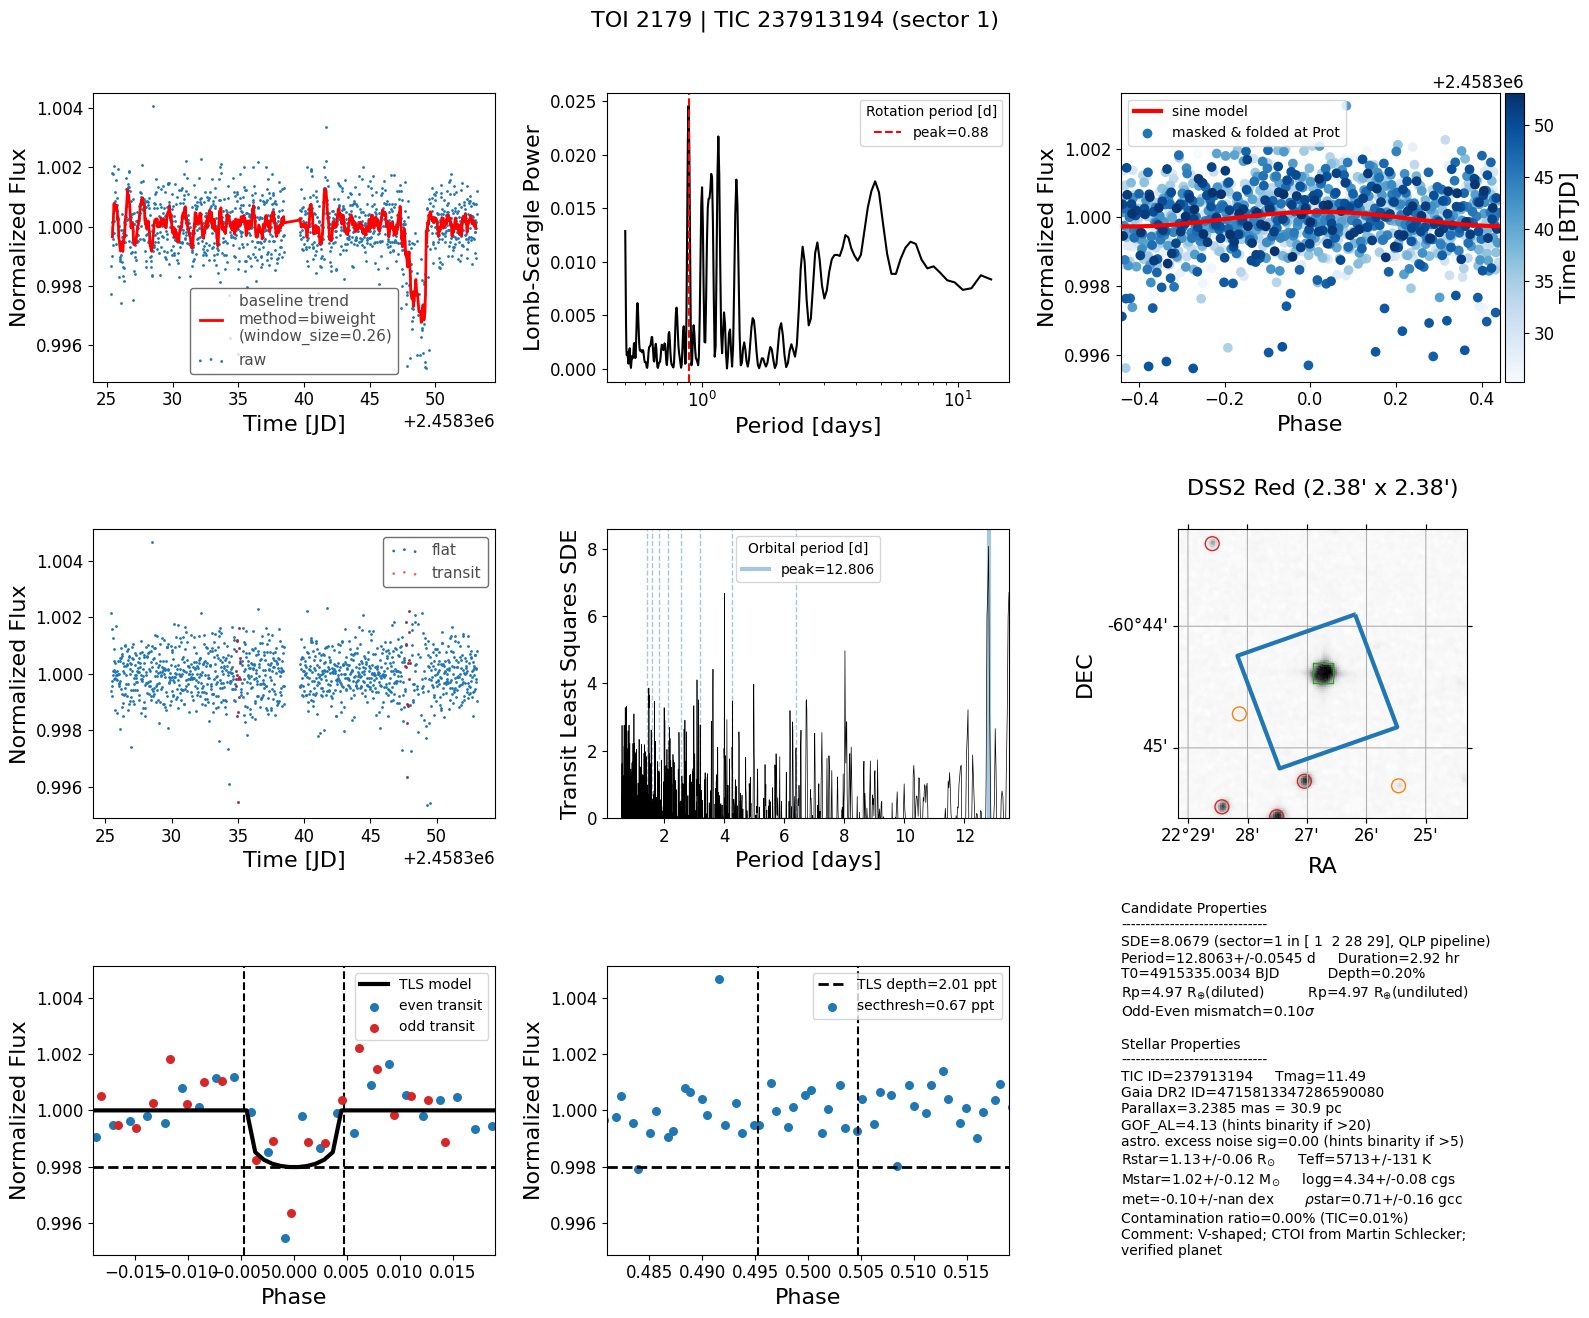 TOI 2179 | TIC 237913194 (sector 1)
Normalized Flux
1.004
1.002
1.000
0.998
0.996
baseline trend
method=biweight
(window_size=0.26)
raw
25 30 35 40 45 50
Time [JD]
+2.4583e6
Lomb-Scargle Power
0.025
0.020
0.015
0.010
0.005
0.000
Rotation period [d]
peak=0.88
10^0 10^1
Period [days]
Normalized Flux
1.002
1.000
0.998
0.996
sine model
masked & folded at Prot
−0.4 −0.2 0.0 0.2 0.4
Phase
+2.4583e6
50
45
40
35
30
Time [BTJD]
Normalized Flux
1.004
1.002
1.000
0.998
0.996
flat
transit
25 30 35 40 45 50
Time [JD]
+2.4583e6
Transit Least Squares SDE
8
6
4
2
0
Orbital period [d]
peak=12.806
2 4 6 8 10 12
Period [days]
DSS2 Red (2.38' x 2.38')
DEC
-60°44'
45'
22°29' 28' 27' 26' 25'
RA
Normalized Flux
1.004
1.002
1.000
0.998
0.996
TLS model
even transit
odd transit
−0.015 −0.010 −0.005 0.000 0.005 0.010 0.015
Phase
Normalized Flux
1.004
1.002
1.000
0.998
0.996
TLS depth=2.01 ppt
secthresh=0.67 ppt
0.485 0.490 0.495 0.500 0.505 0.510 0.515
Phase
Candidate Properties
-------------------------------
SDE=8.0679 (sector=1 in [ 1 2 28 29], QLP pipeline)
Period=12.8063+/-0.0545 d Duration=2.92 hr
T0=4915335.0034 BJD Depth=0.20%
Rp=4.97 R⊕(diluted) Rp=4.97 R⊕(undiluted)
Odd-Even mismatch=0.10σ
Stellar Properties
-------------------------------
TIC ID=237913194 Tmag=11.49
Gaia DR2 ID=4715813347286590080
Parallax=3.2385 mas = 30.9 pc
GOF_AL=4.13 (hints binarity if >20)
astro. excess noise sig=0.00 (hints binarity if >5)
Rstar=1.13+/-0.06 R⊙ Teff=5713+/-131 K
Mstar=1.02+/-0.12 M⊙ logg=4.34+/-0.08 cgs
met=-0.10+/-nan dex ρstar=0.71+/-0.16 gcc
Contamination ratio=0.00% (TIC=0.01%)
Comment: V-shaped; CTOI from Martin Schlecker;
verified planet